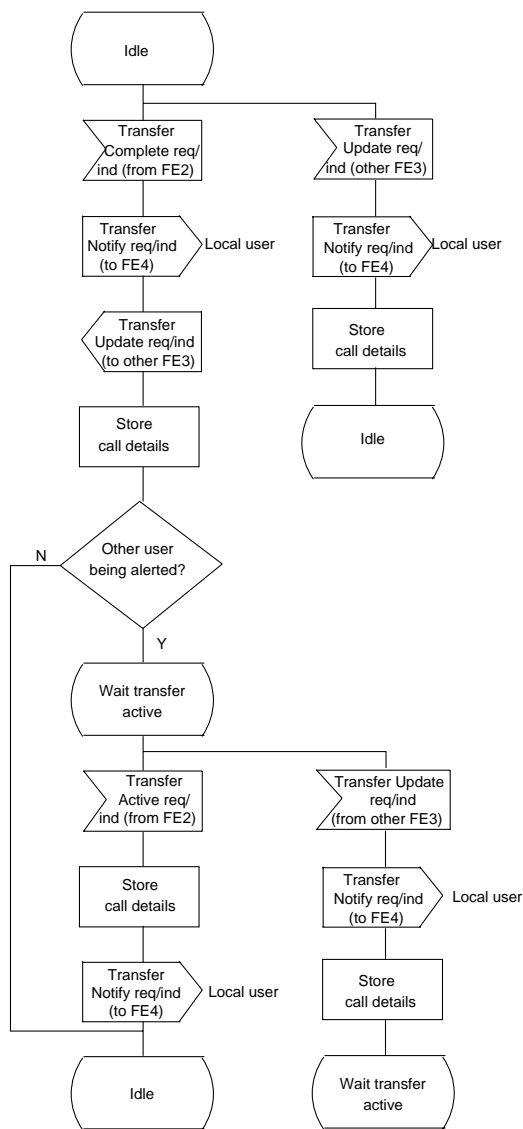 Idle
Transfer
Complete req/
ind (from FE2)
Transfer
Update req/
ind (other FE3)
Transfer
Notify req/ind
(to FE4)
Local user
Transfer
Notify req/ind
(to FE4)
Local user
Transfer
Update req/ind
(to other FE3)
Store
call details
Store
call details
Idle
Other user
being alerted?
N
Y
Wait transfer
active
Transfer
Active req/
ind (from FE2)
Transfer Update
req/ind
(from other FE3)
Store
call details
Transfer
Notify req/ind
(to FE4)
Local user
Transfer
Notify req/ind
(to FE4)
Local user
Store
call details
Idle
Wait transfer
active